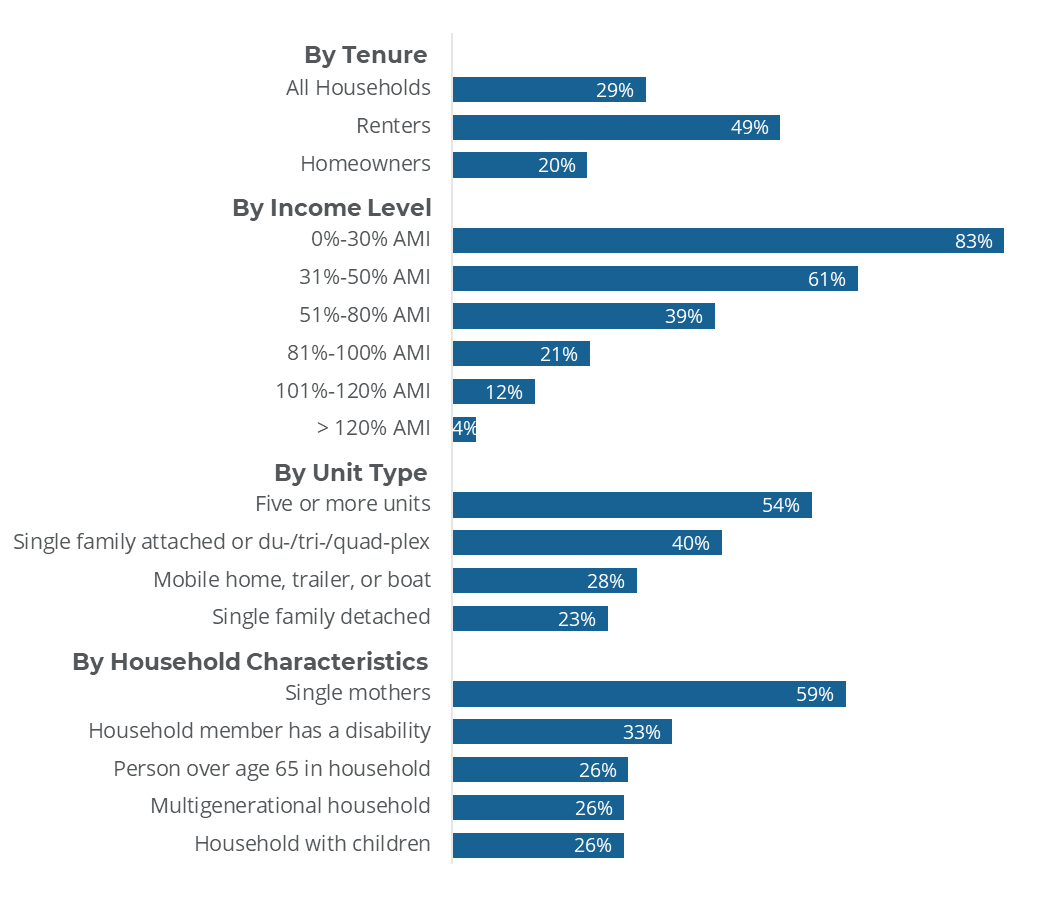 By Tenure
All Households 29%
Renters 49%
Homeowners 20%
By Income Level
0%-30% AMI 83%
31%-50% AMI 61%
51%-80% AMI 39%
81%-100% AMI 21%
101%-120% AMI 12%
> 120% AMI 4%
By Unit Type
Five or more units 54%
Single family attached or du-/tri-/quad-plex 40%
Mobile home, trailer, or boat 28%
Single family detached 23%
By Household Characteristics
Single mothers 59%
Household member has a disability 33%
Person over age 65 in household 26%
Multigenerational household 26%
Household with children 26%